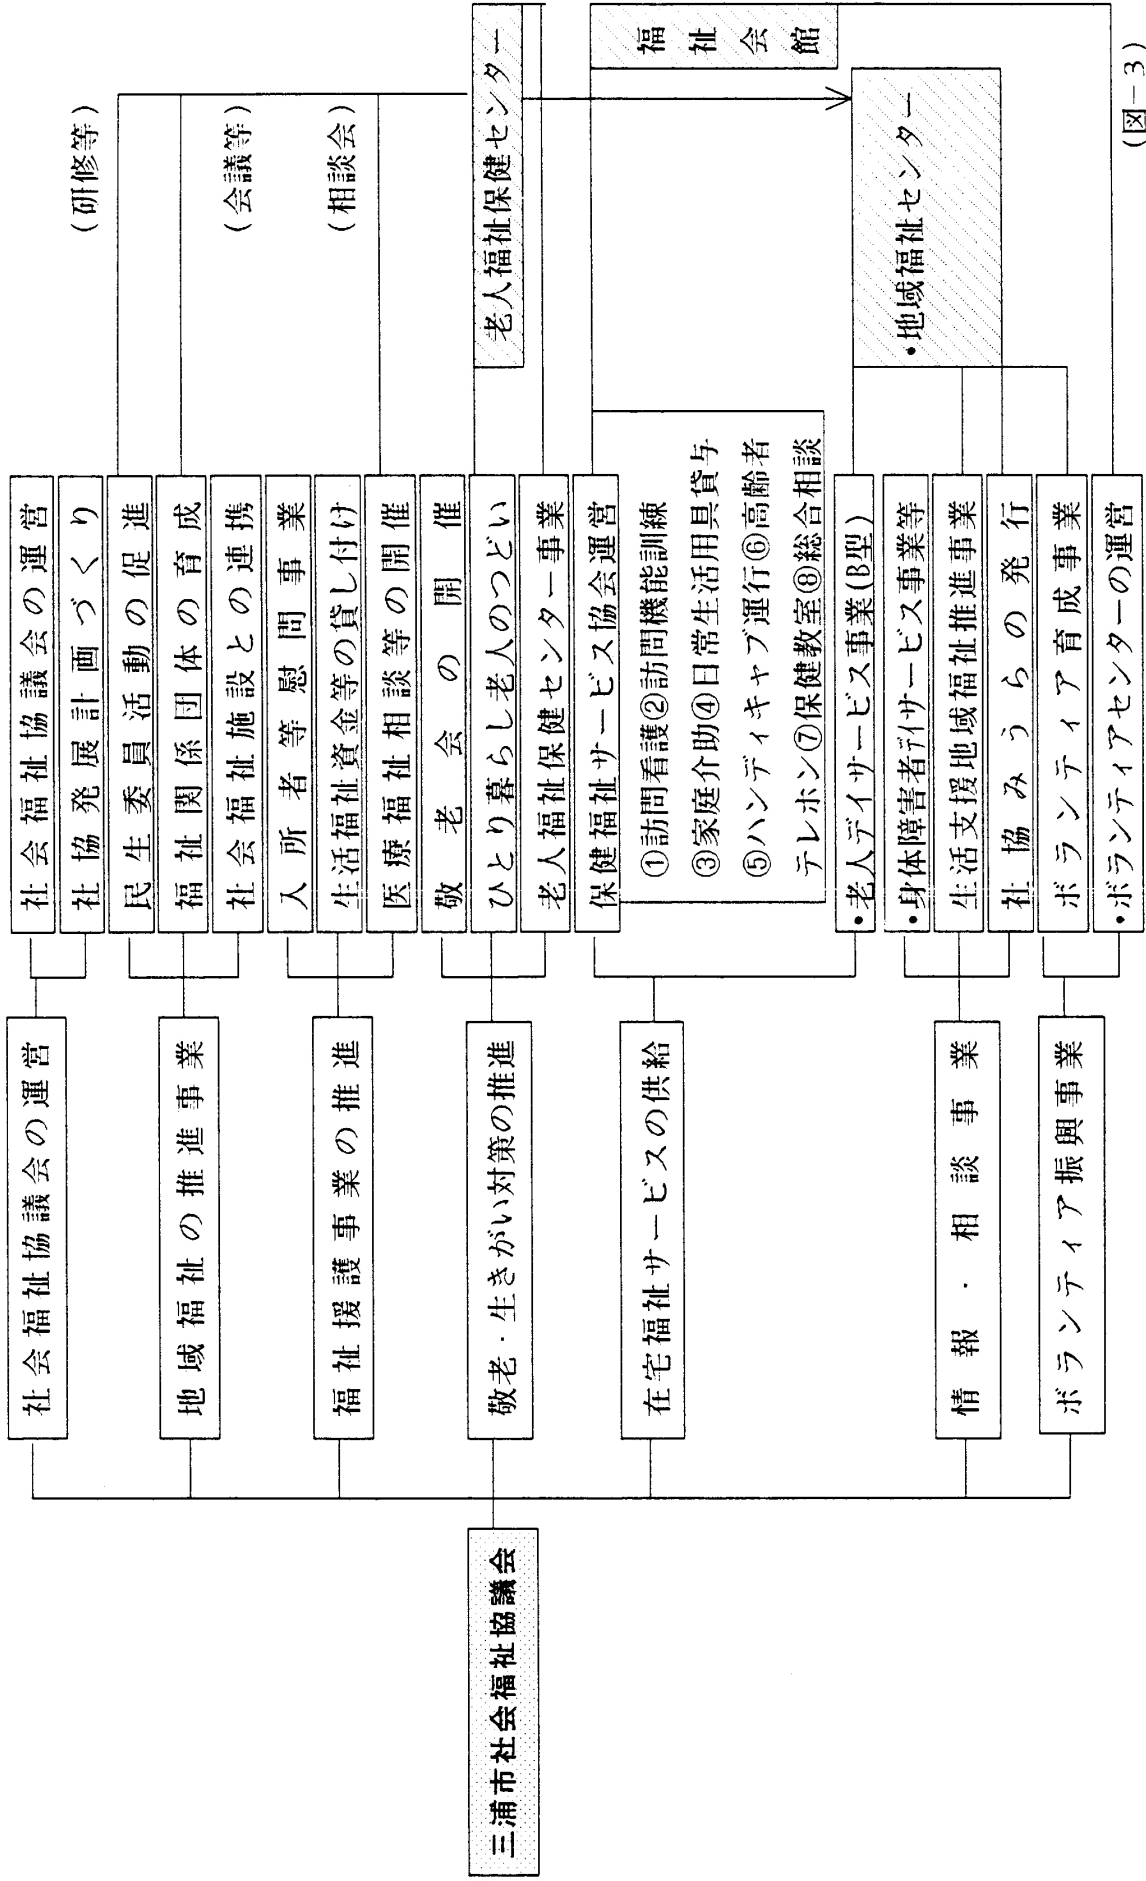 三浦市社会福祉協議会
社会福祉協議会の運営
地域福祉の推進事業
福祉援護事業の推進
敬老・生きがい対策の推進
在宅福祉サービスの供給
情報・相談事業
ボランティア振興事業
社会福祉協議会の運営
社協発展計画づくり
民生委員活動の促進
福祉関係団体の育成
社会福祉施設との連携
入所者等慰問事業
生活福祉資金等の貸し付け
医療福祉相談等の開催
敬老会の開催
ひとり暮らし老人のつどい
老人福祉保健センター事業
保健福祉サービス協会運営
①訪問看護②訪問機能訓練
③家庭介助④日常生活用具貸与
⑤ハンディキャブ運行⑥高齢者
テレホン⑦保健教室⑧総合相談
・老人デイサービス事業(B型)
・身体障害者デイサービス事業等
生活支援地域福祉推進事業
社協みうらの発行
ボランティア育成事業
・ボランティアセンターの運営
(研修等)
(会議等)
(相談会)
老人福祉保健センター
福祉会館
・地域福祉センター
(図−3)